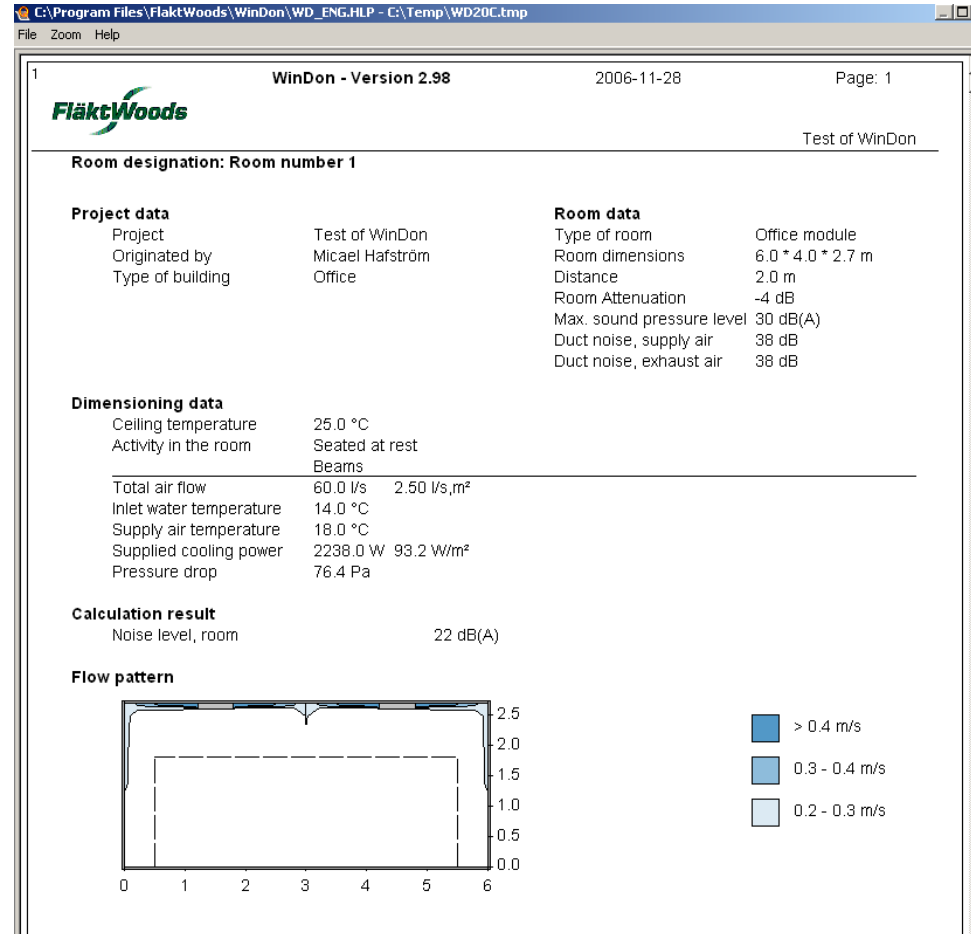 C:\Program Files\FlaktWoods\WinDon\WD_ENG.HLP - C:\Temp\WD20C.tmp
File Zoom Help
1
WinDon - Version 2.98 2006-11-28 Page: 1
FläktWoods
Test of WinDon
Room designation: Room number 1
Project data
Project Test of WinDon
Originated by Micael Hafström
Type of building Office
Room data
Type of room Office module
Room dimensions 6.0 * 4.0 * 2.7 m
Distance 2.0 m
Room Attenuation -4 dB
Max. sound pressure level 30 dB(A)
Duct noise, supply air 38 dB
Duct noise, exhaust air 38 dB
Dimensioning data
Ceiling temperature 25.0 °C
Activity in the room Seated at rest
Beams
Total air flow 60.0 l/s 2.50 l/s,m²
Inlet water temperature 14.0 °C
Supply air temperature 18.0 °C
Supplied cooling power 2238.0 W 93.2 W/m²
Pressure drop 76.4 Pa
Calculation result
Noise level, room 22 dB(A)
Flow pattern
2.5
2.0
1.5
1.0
0.5
0.0
0 1 2 3 4 5 6
> 0.4 m/s
0.3 - 0.4 m/s
0.2 - 0.3 m/s